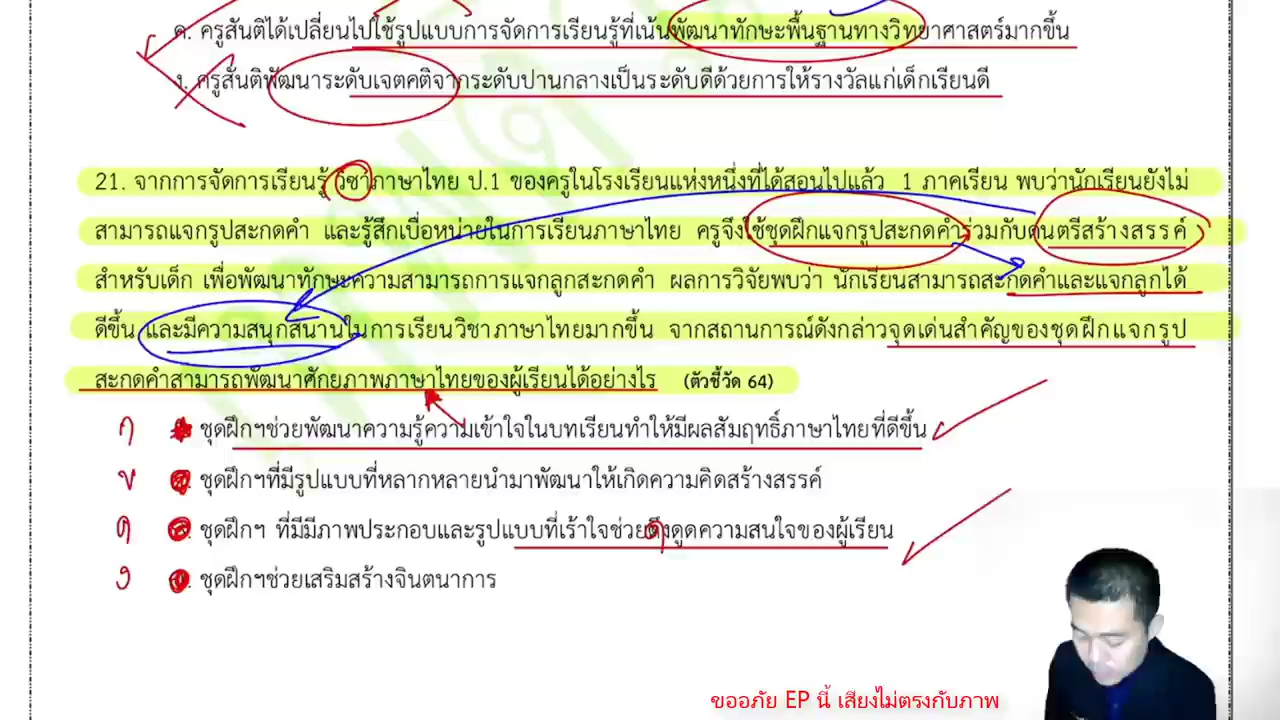 ค. ครูสันติได้เปลี่ยนไปใช้รูปแบบการจัดการเรียนรู้ที่เน้นพัฒนาทักษะพื้นฐานทางวิทยาศาสตร์มากขึ้น
ง. ครูสันติพัฒนาระดับเจตคติจากระดับปานกลางเป็นระดับดีด้วยการให้รางวัลแก่เด็กเรียนดี
21. จากการจัดการเรียนรู้ วิชาภาษาไทย ป.1 ของครูในโรงเรียนแห่งหนึ่งที่ได้สอนไปแล้ว 1 ภาคเรียน พบว่านักเรียนยังไม่
สามารถแจกรูปสะกดคำ และรู้สึกเบื่อหน่ายในการเรียนภาษาไทย ครูจึงใช้ชุดฝึกแจกรูปสะกดคำร่วมกับดนตรีสร้างสรรค์
สำหรับเด็ก เพื่อพัฒนาทักษะความสามารถการแจกลูกสะกดคำ ผลการวิจัยพบว่า นักเรียนสามารถสะกดคำและแจกลูกได้
ดีขึ้น และมีความสนุกสนานในการเรียนวิชาภาษาไทยมากขึ้น จากสถานการณ์ดังกล่าวจุดเด่นสำคัญของชุดฝึกแจกรูป
สะกดคำสามารถพัฒนาศักยภาพภาษาไทยของผู้เรียนได้อย่างไร (ตัวชี้วัด 64)
ก ชุดฝึกฯช่วยพัฒนาความรู้ความเข้าใจในบทเรียนทำให้มีผลสัมฤทธิ์ภาษาไทยที่ดีขึ้น
ข ชุดฝึกฯที่มีรูปแบบที่หลากหลายนำมาพัฒนาให้เกิดความคิดสร้างสรรค์
ค ชุดฝึกฯ ที่มีมีภาพประกอบและรูปแบบที่เร้าใจช่วยดึงดูดความสนใจของผู้เรียน
ง ชุดฝึกฯช่วยเสริมสร้างจินตนาการ
ขออภัย EP นี้ เสียงไม่ตรงกับภาพ